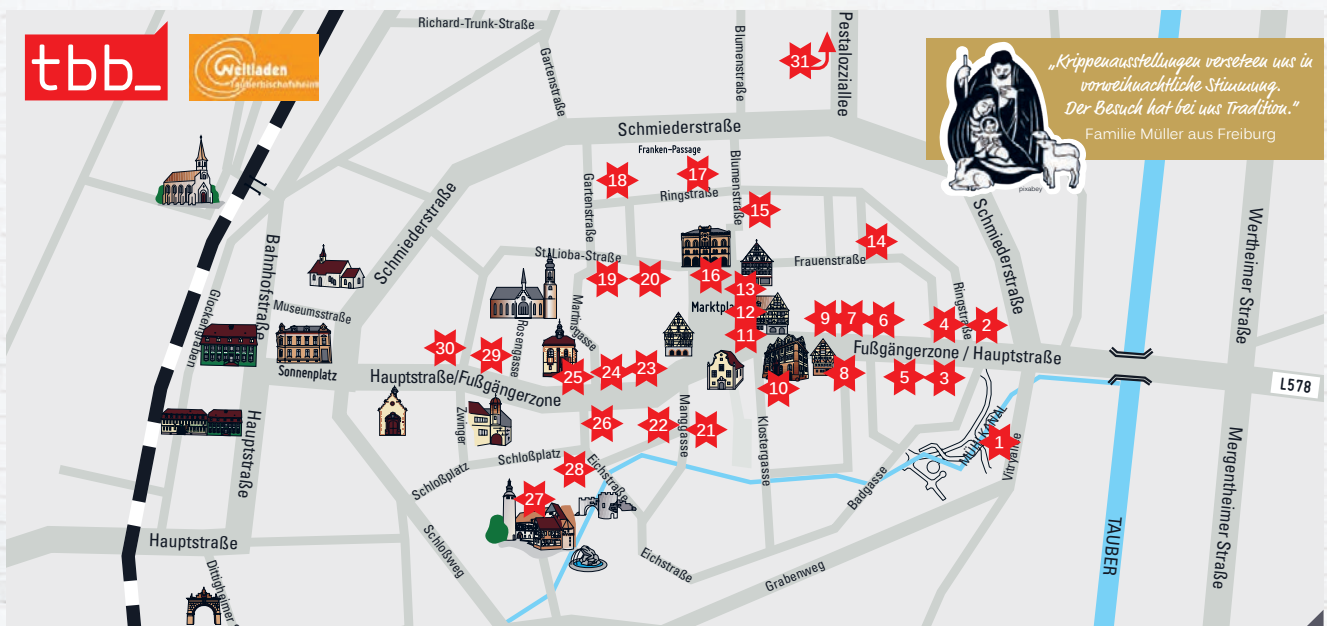 Richard-Trunk-Straße
Gartenstraße
Blumenstraße
Pestalozziallee
31
tbb_
Weltladen
Tauberbischofsheim
„Krippenausstellungen versetzen uns in
vorweihnachtliche Stimmung.
Der Besuch hat bei uns Tradition.“
Familie Müller aus Freiburg
pixabey
Schmiederstraße
Franken-Passage
Blumenstraße
17
18
Gartenstraße
Ringstraße
15
Schmiederstraße
Schmiederstraße
Wertheimer Straße
Bahnhofstraße
14
St.Lioba-Straße
Frauenstraße
19
20
16
13
Marktpla
12
11
9
7
6
4
2
Ringstraße
Glockengraben
Museumsstraße
Martinsgasse
Rosengasse
30
29
Fußgängerzone / Hauptstraße
Sonnenplatz
Hauptstraße/Fußgängerzone
25
24
23
10
8
5
3
L578
Hauptstraße
Zwinger
26
22
21
Manggasse
Klostergasse
MÜHLKANAL
1
Vitryallee
Mergentheimer Straße
Schloßplatz
Schloßplatz
28
Eichstraße
27
Badgasse
TAUBER
Hauptstraße
Schloßweg
Eichstraße
Grabenweg
Dittigheimer